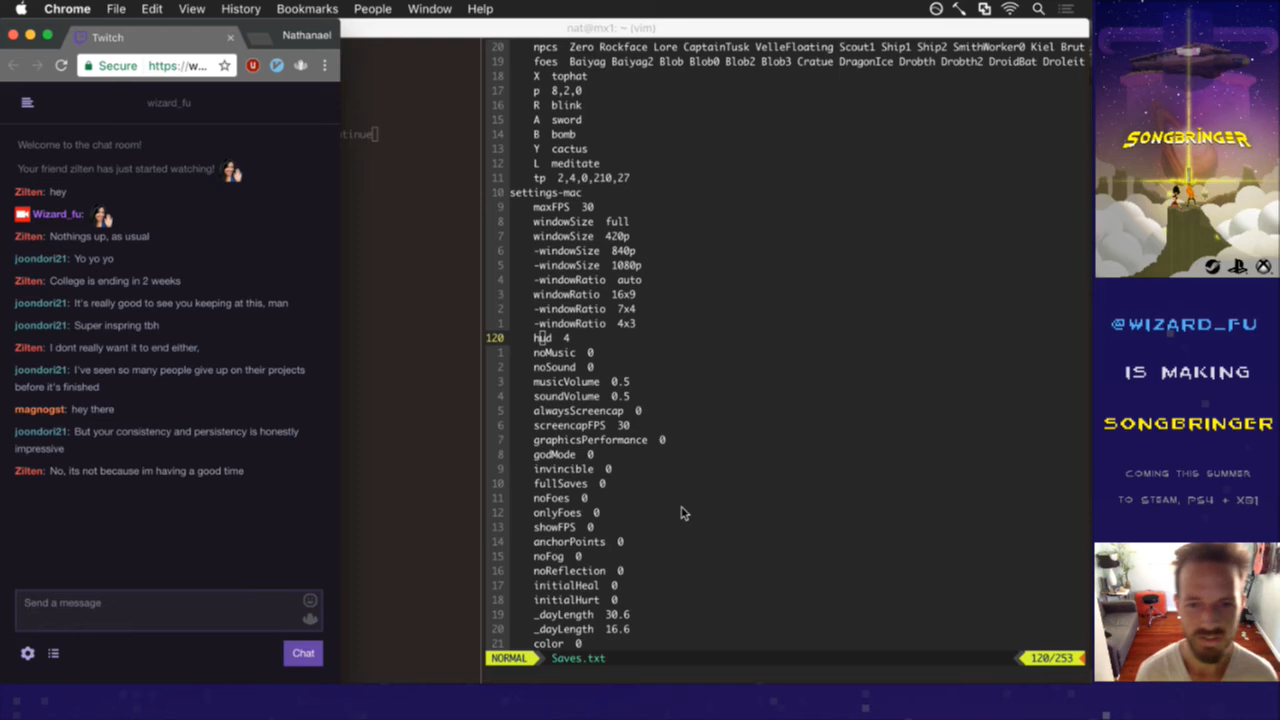 Chrome File Edit View History Bookmarks People Window Help
Twitch
Nathanael
Secure https://w...
wizard_fu
Welcome to the chat room!
Your friend zilten has just started watching!
Zilten: hey
Wizard_fu:
Zilten: Nothings up, as usual
joondori21: Yo yo yo
Zilten: College is ending in 2 weeks
joondori21: It's really good to see you keeping at this, man
joondori21: Super inspring tbh
Zilten: I dont really want it to end either,
joondori21: I've seen so many people give up on their projects
before it's finished
magnogst: hey there
joondori21: But your consistency and persistency is honestly
impressive
Zilten: No, its not because im having a good time
Send a message
Chat
tinue
nat@mx1: ~ (vim)
20 npcs Zero Rockface Lore CaptainTusk VelleFloating Scout1 Ship1 Ship2 SmithWorker0 Kiel Brut
19 foes Baiyag Baiyag2 Blob Blob0 Blob2 Blob3 Cratue DragonIce Drobth Drobth2 DroidBat Droleit
18 X tophat
17 p 8,2,0
16 R blink
15 A sword
14 B bomb
13 Y cactus
12 L meditate
11 tp 2,4,0,210,27
10 settings-mac
9 maxFPS 30
8 windowSize full
7 windowSize 420p
6 -windowSize 840p
5 -windowSize 1080p
4 -windowRatio auto
3 windowRatio 16x9
2 -windowRatio 7x4
1 -windowRatio 4x3
120 hud 4
1 noMusic 0
2 noSound 0
3 musicVolume 0.5
4 soundVolume 0.5
5 alwaysScreencap 0
6 screencapFPS 30
7 graphicsPerformance 0
8 godMode 0
9 invincible 0
10 fullSaves 0
11 noFoes 0
12 onlyFoes 0
13 showFPS 0
14 anchorPoints 0
15 noFog 0
16 noReflection 0
17 initialHeal 0
18 initialHurt 0
19 _dayLength 30.6
20 _dayLength 16.6
21 color 0
NORMAL Saves.txt 120/253
SONGBRINGER
@WIZARD_FU
IS MAKING
SONGBRINGER
COMING THIS SUMMER
TO STEAM, PS4 + XB1